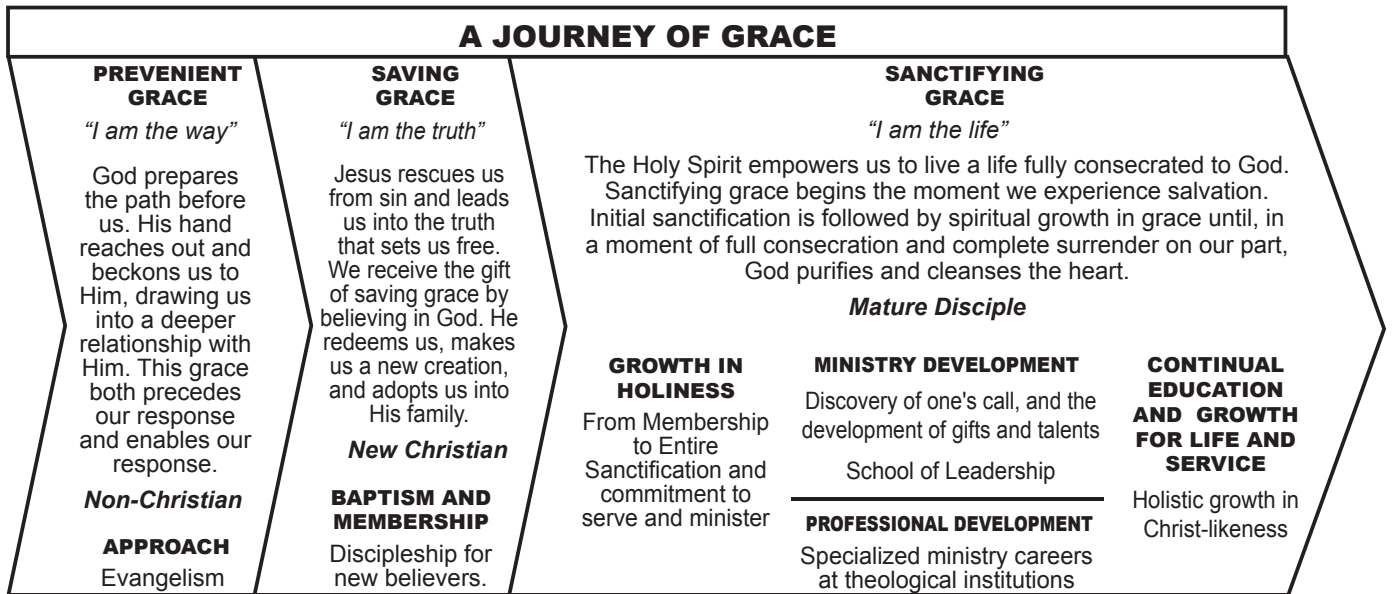 A JOURNEY OF GRACE
PREVENIENT
GRACE
“I am the way”
God prepares
the path before
us. His hand
reaches out and
beckons us to
Him, drawing us
into a deeper
relationship with
Him. This grace
both precedes
our response
and enables our
response.
Non-Christian
APPROACH
Evangelism
SAVING
GRACE
“I am the truth”
Jesus rescues us
from sin and leads
us into the truth
that sets us free.
We receive the gift
of saving grace by
believing in God. He
redeems us, makes
us a new creation,
and adopts us into
His family.
New Christian
BAPTISM AND
MEMBERSHIP
Discipleship for
new believers.
SANCTIFYING
GRACE
“I am the life”
The Holy Spirit empowers us to live a life fully consecrated to God.
Sanctifying grace begins the moment we experience salvation.
Initial sanctification is followed by spiritual growth in grace until, in
a moment of full consecration and complete surrender on our part,
God purifies and cleanses the heart.
Mature Disciple
GROWTH IN
HOLINESS
From Membership
to Entire
Sanctification and
commitment to
serve and minister
MINISTRY DEVELOPMENT
Discovery of one's call, and the
development of gifts and talents
School of Leadership
PROFESSIONAL DEVELOPMENT
Specialized ministry careers
at theological institutions
CONTINUAL
EDUCATION
AND GROWTH
FOR LIFE AND
SERVICE
Holistic growth in
Christ-likeness